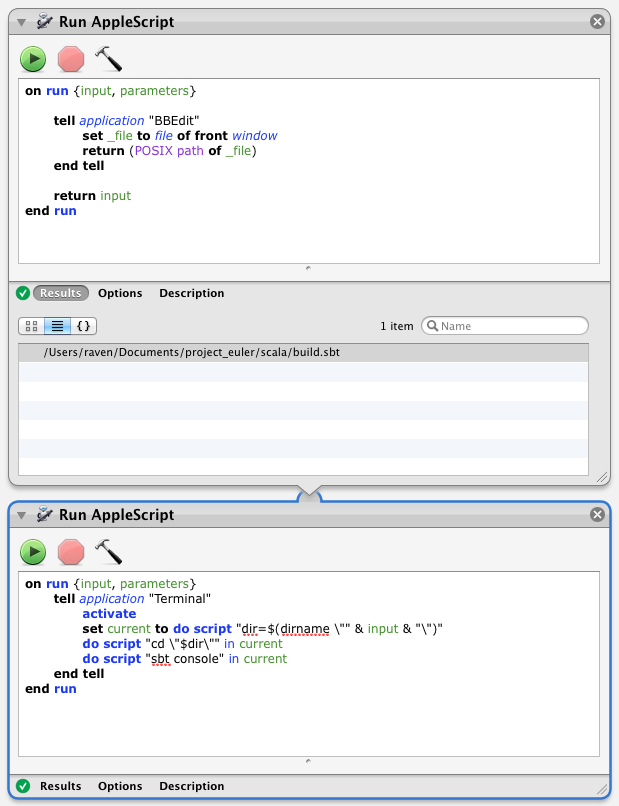 Run AppleScript
on run {input, parameters}
tell application "BBEdit"
set _file to file of front window
return (POSIX path of _file)
end tell
return input
end run
Results Options Description
{} 1 item Name
/Users/raven/Documents/project_euler/scala/build.sbt
Run AppleScript
on run {input, parameters}
tell application "Terminal"
activate
set current to do script "dir=$(dirname \"" & input & "\")"
do script "cd \"$dir\"" in current
do script "sbt console" in current
end tell
end run
Results Options Description